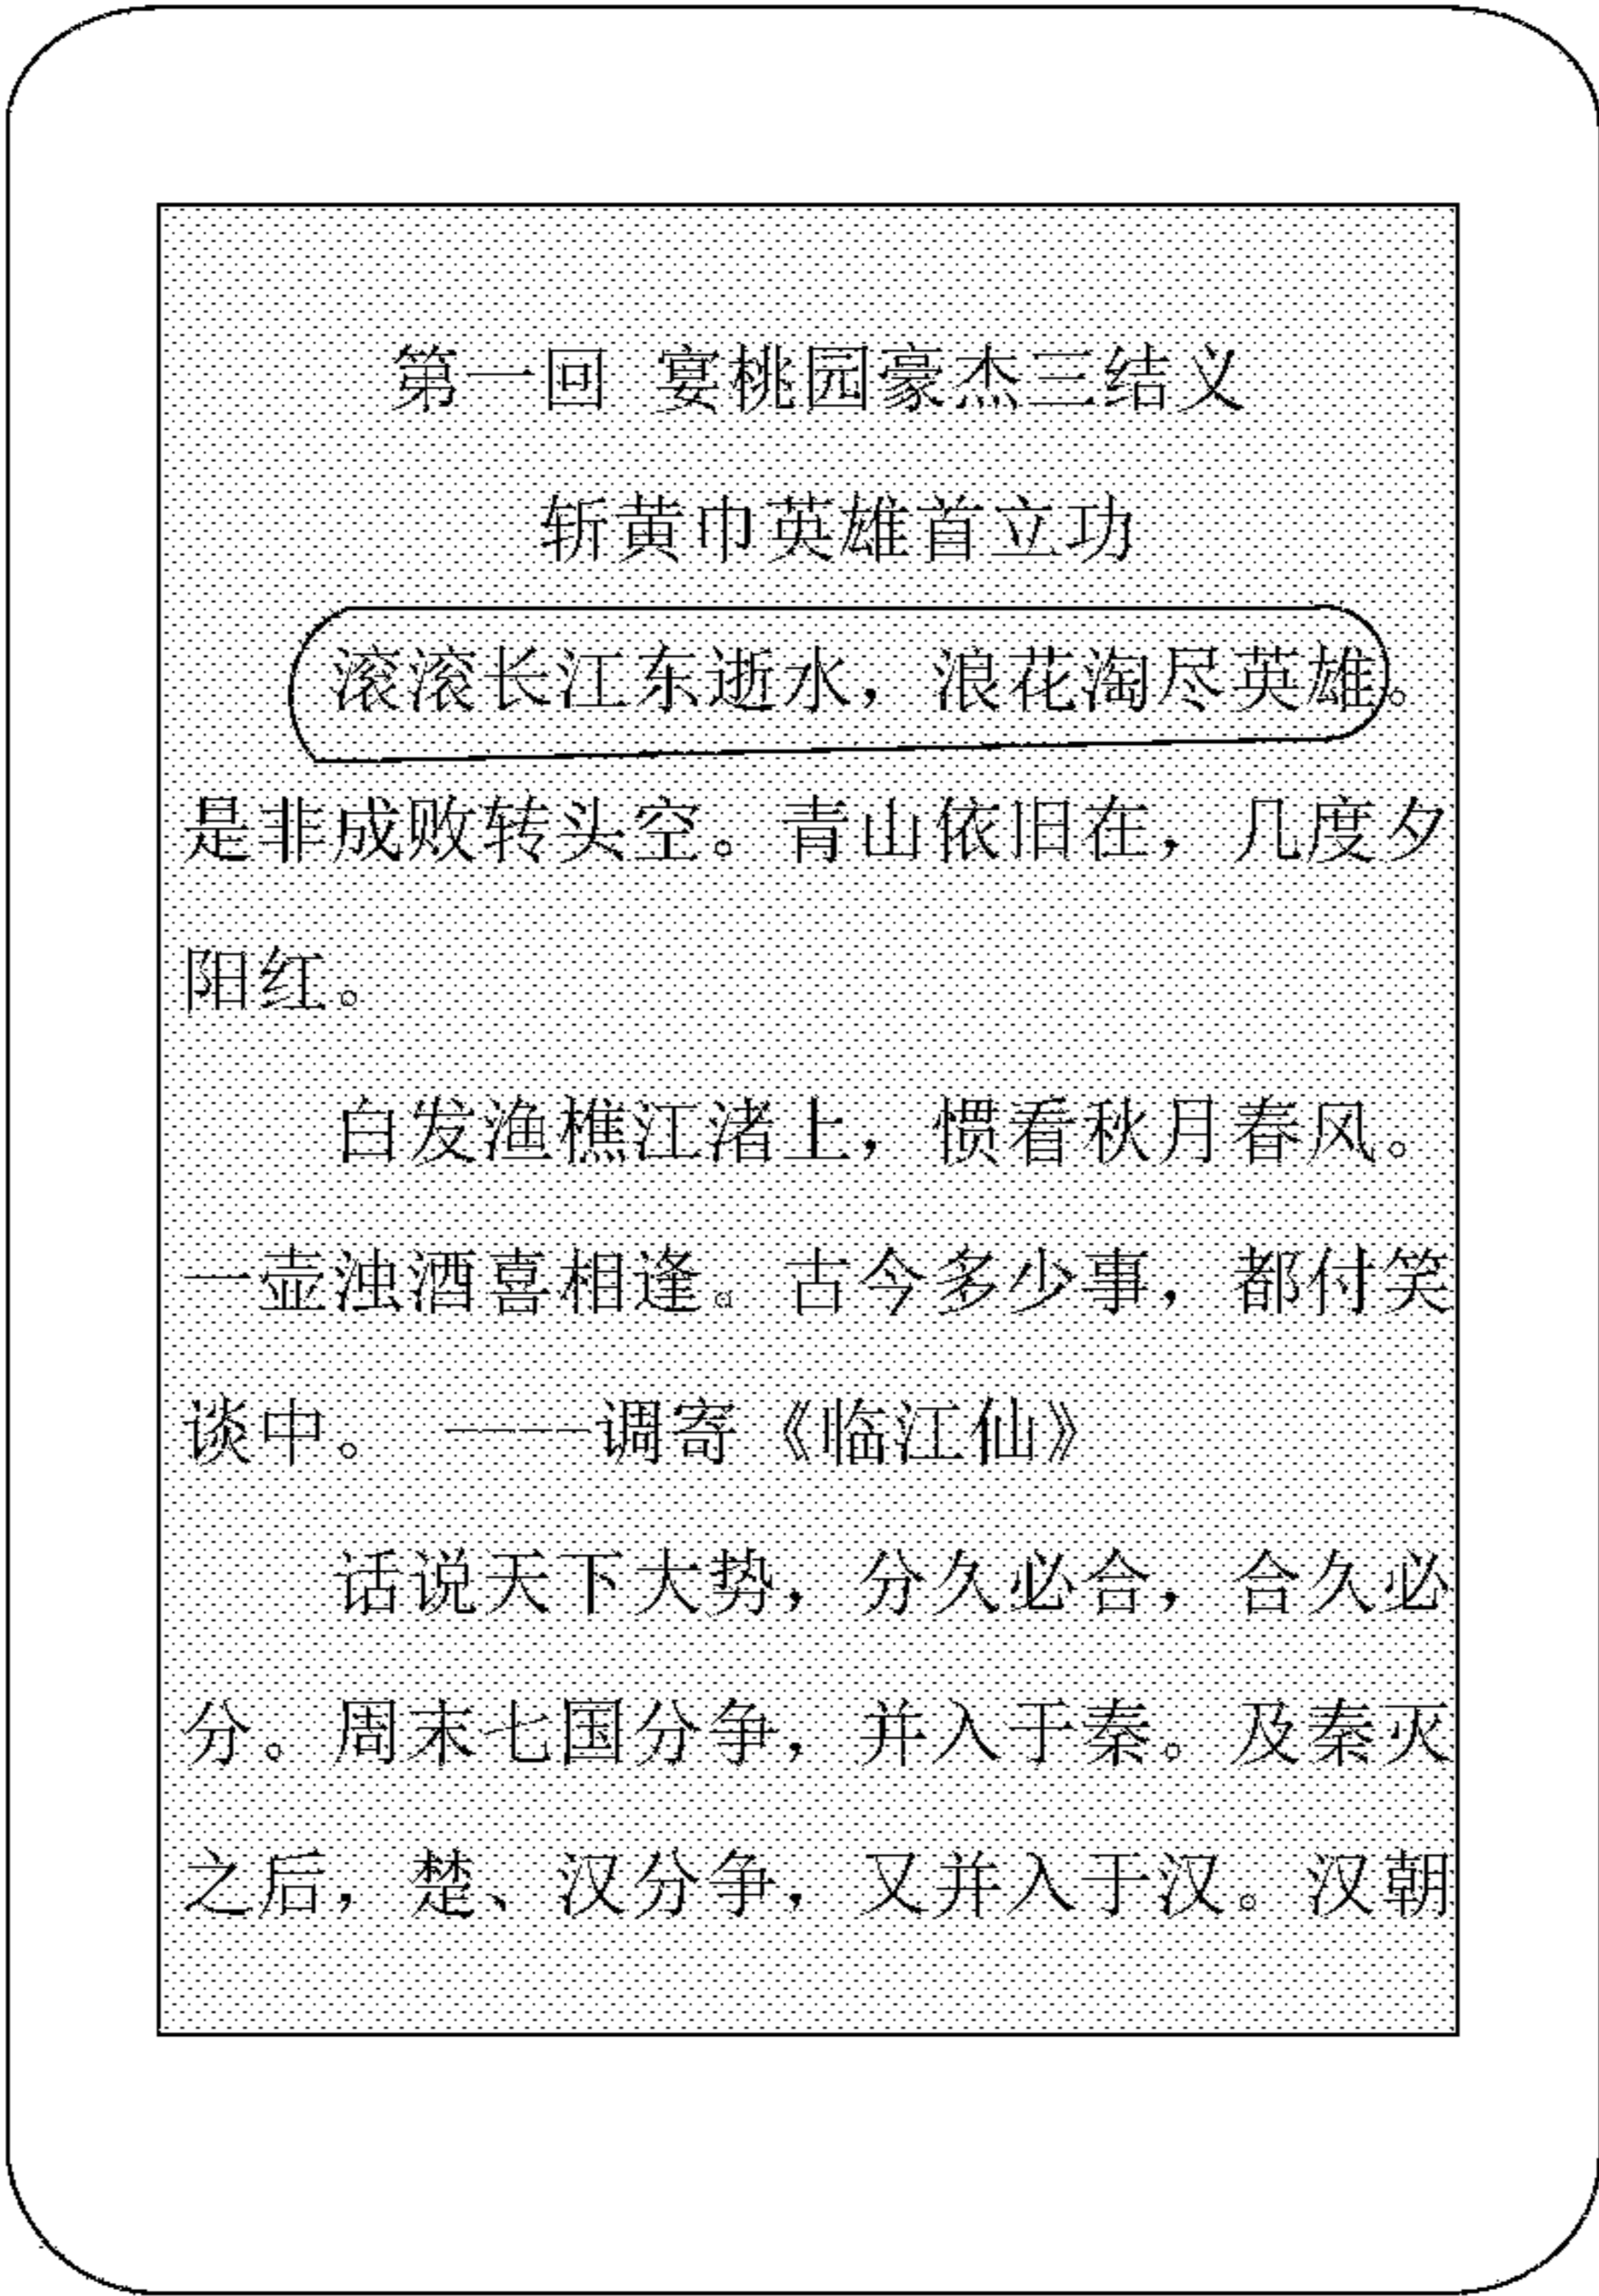 第一回 宴桃园豪杰三结义
斩黄巾英雄首立功
滚滚长江东逝水，浪花淘尽英雄。
是非成败转头空。青山依旧在，几度夕
阳红。
白发渔樵江渚上，惯看秋月春风。
一壶浊酒喜相逢。古今多少事，都付笑
谈中。 ----调寄《临江仙》
话说天下大势，分久必合，合久必
分。周末七国分争，并入于秦。及秦灭
之后，楚、汉分争，又并入于汉。汉朝